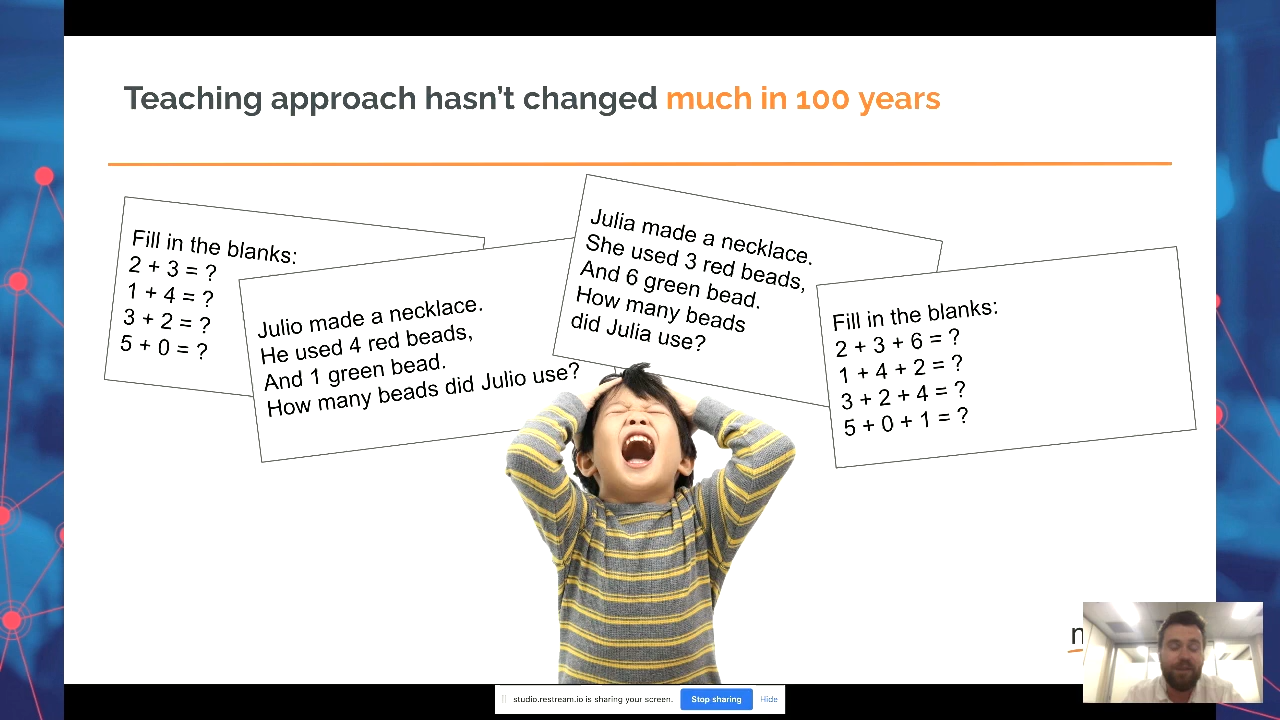 Teaching approach hasn't changed much in 100 years
Fill in the blanks:
2 + 3 = ?
1 + 4 = ?
3 + 2 = ?
5 + 0 = ?
Julio made a necklace.
He used 4 red beads,
And 1 green bead.
How many beads did Julio use?
Julia made a necklace.
She used 3 red beads,
And 6 green bead.
How many beads
did Julia use?
Fill in the blanks:
2 + 3 + 6 = ?
1 + 4 + 2 = ?
3 + 2 + 4 = ?
5 + 0 + 1 = ?
studio.restream.io is sharing your screen.
Stop sharing
Hide